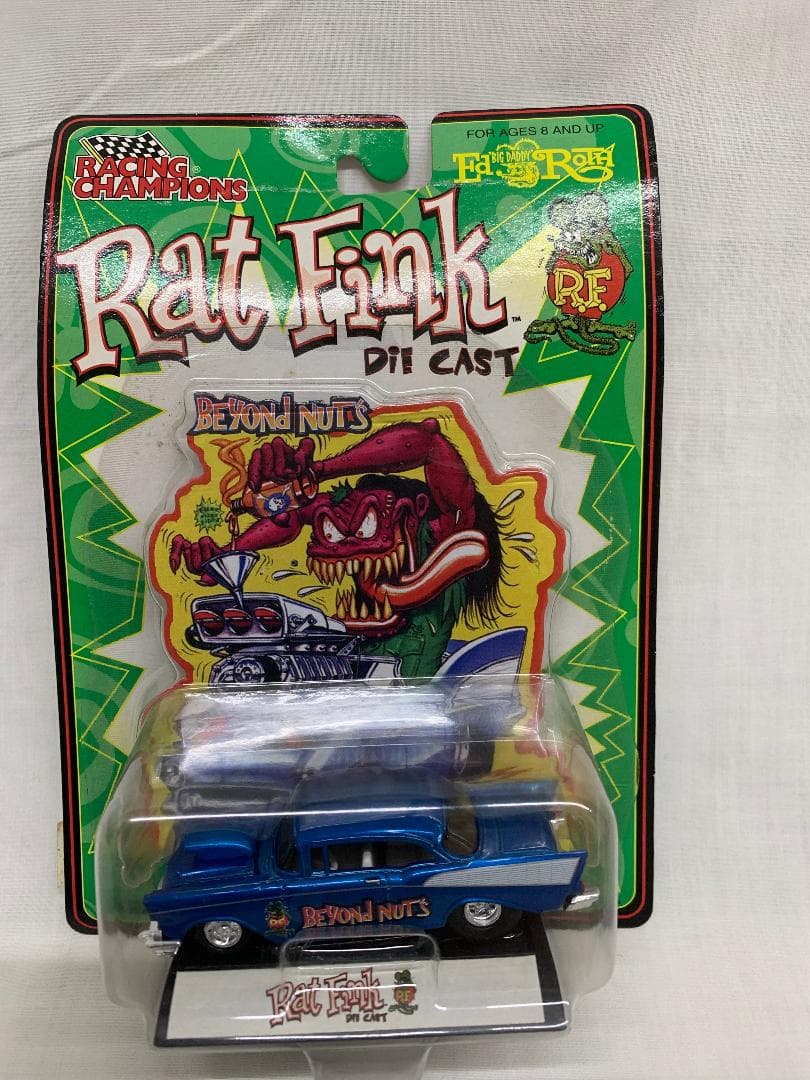 FOR AGES 8 AND UP
RACING
CHAMPIONS®
Ed "BIG DADDY" Roth
Rat Fink™
DIE CAST
R.F.
BEYOND NUTS
BEYOND NUTS
Rat Fink
DIE CAST
R.F.